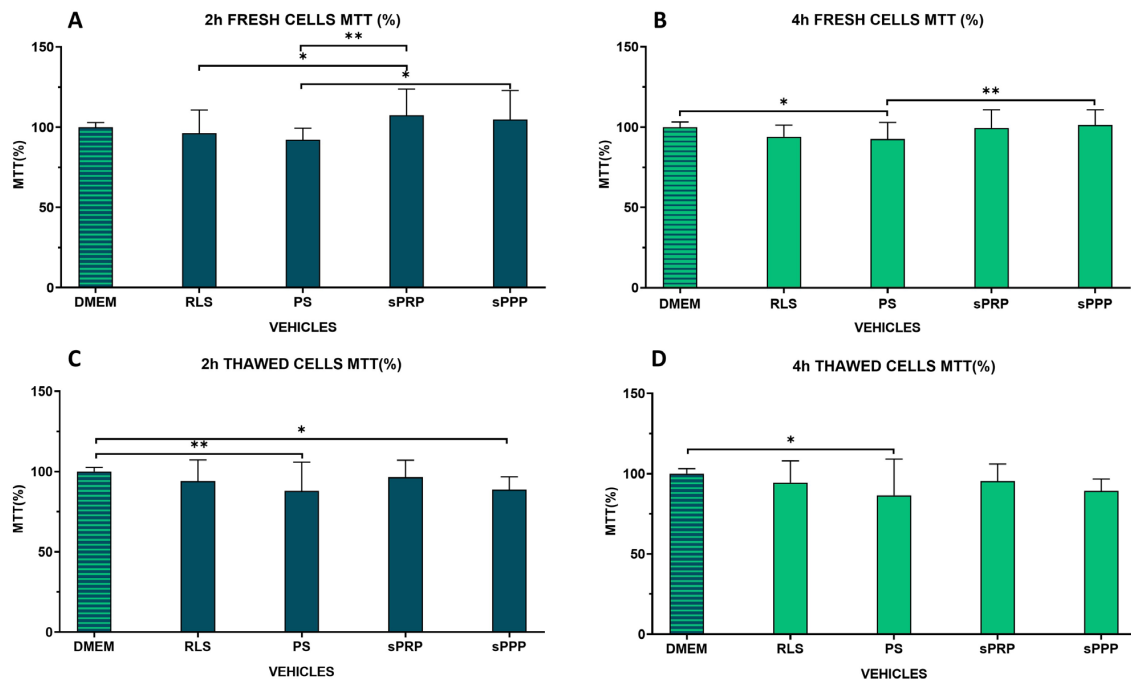 A
2h FRESH CELLS MTT (%)
**
*
*
150
100
50
0
MTT(%)
DMEM RLS PS sPRP sPPP
VEHICLES
B
4h FRESH CELLS MTT (%)
*
**
150
100
50
0
MTT(%)
DMEM RLS PS sPRP sPPP
VEHICLES
C
2h THAWED CELLS MTT(%)
*
**
150
100
50
0
MTT(%)
DMEM RLS PS sPRP sPPP
VEHICLES
D
4h THAWED CELLS MTT(%)
*
150
100
50
0
MTT(%)
DMEM RLS PS sPRP sPPP
VEHICLES